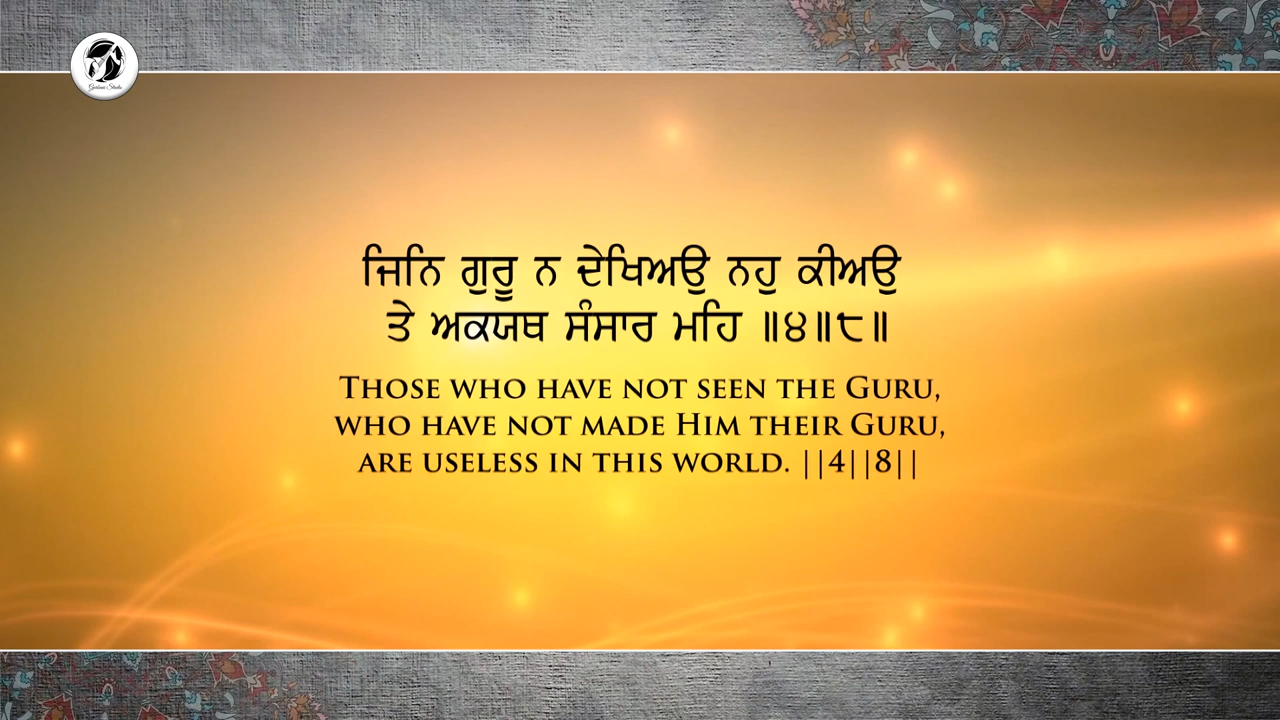 ਜਿਨਿ ਗੁਰੂ ਨ ਦੇਖਿਅਉ ਨਹੁ ਕੀਅਉ
ਤੇ ਅਕਯਥ ਸੰਸਾਰ ਮਹਿ ॥੪॥੮॥
Those who have not seen the Guru,
who have not made Him their Guru,
are useless in this world. ||4||8||